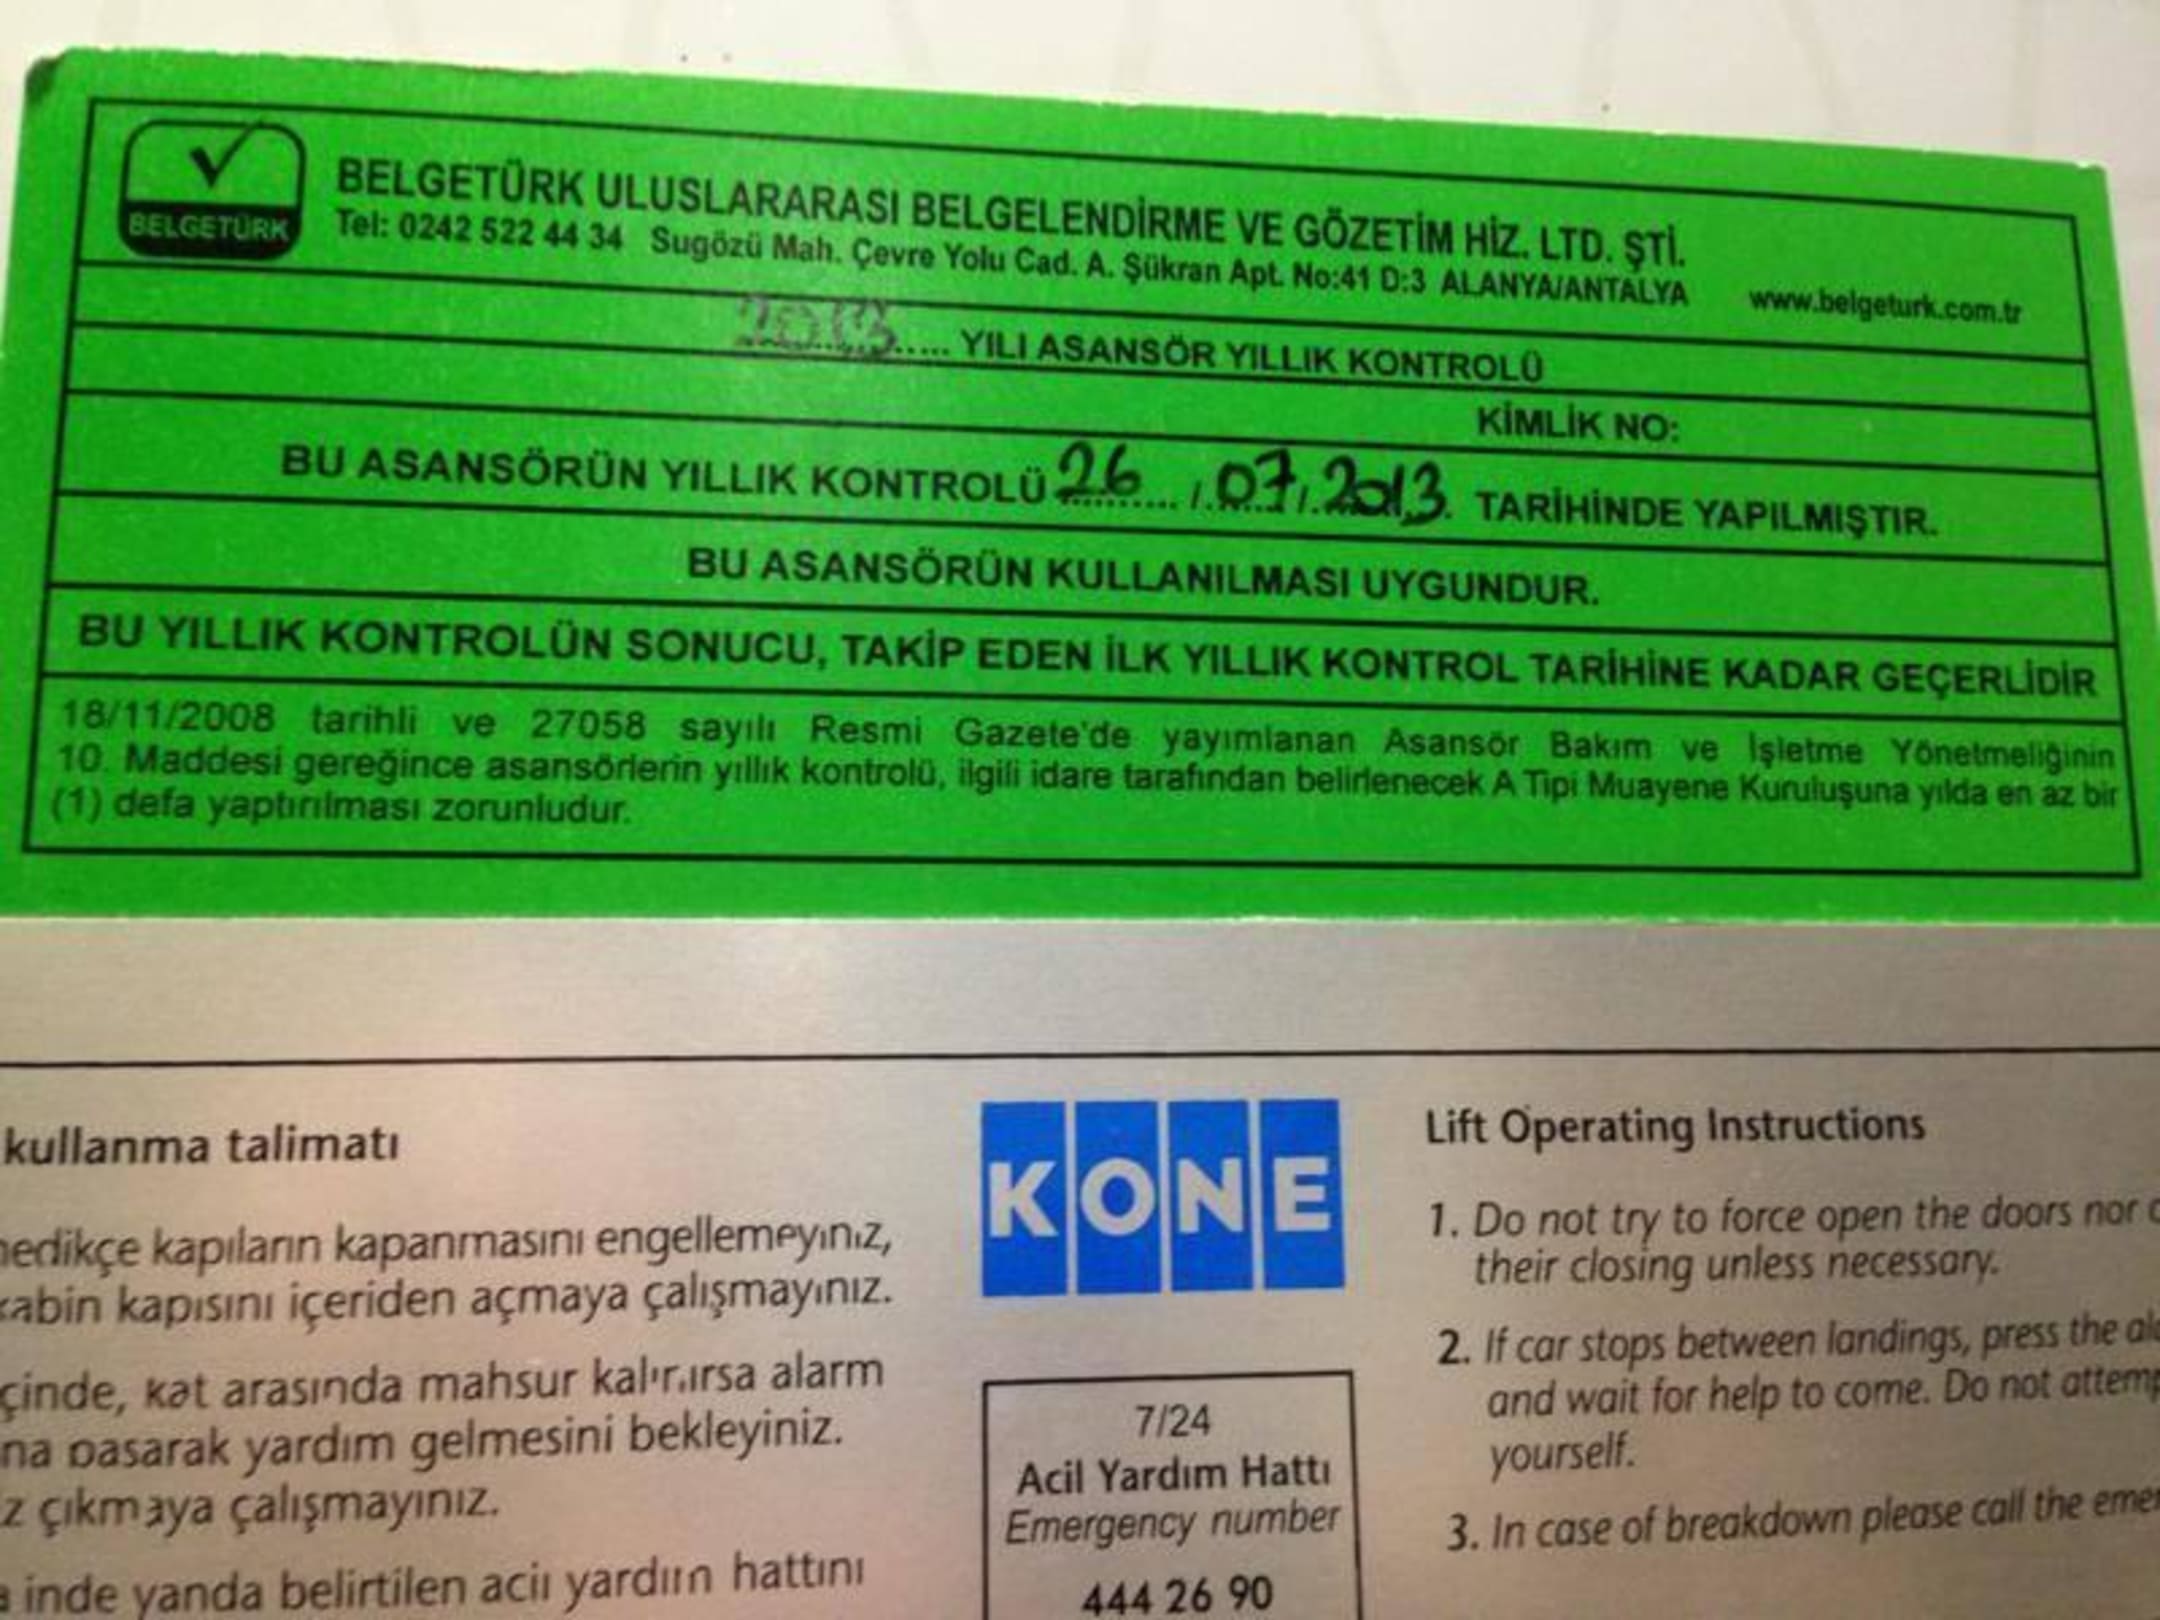 BELGETÜRK
BELGETÜRK ULUSLARARASI BELGELENDİRME VE GÖZETİM HİZ. LTD. ŞTİ.
Tel: 0242 522 44 34 Sugözü Mah. Çevre Yolu Cad. A. Şükran Apt. No:41 D:3 ALANYA/ANTALYA
www.belgeturk.com.tr
2013 ..... YILI ASANSÖR YILLIK KONTROLÜ
KİMLİK NO:
BU ASANSÖRÜN YILLIK KONTROLÜ 26 / 07 / 2013 TARİHİNDE YAPILMIŞTIR.
BU ASANSÖRÜN KULLANILMASI UYGUNDUR.
BU YILLIK KONTROLÜN SONUCU, TAKİP EDEN İLK YILLIK KONTROL TARİHİNE KADAR GEÇERLİDİR
18/11/2008 tarihli ve 27058 sayılı Resmi Gazete'de yayımlanan Asansör Bakım ve İşletme Yönetmeliğinin
10. Maddesi gereğince asansörlerin yıllık kontrolü, ilgili idare tarafından belirlenecek A Tipi Muayene Kuruluşuna yılda en az bir
(1) defa yaptırılması zorunludur.
kullanma talimatı
kapıların kapanmasını engellemeyiniz,
kabin kapısını içeriden açmaya çalışmayınız.
çinde, kat arasında mahsur kalırsa alarm
na basarak yardım gelmesini bekleyiniz.
z çıkmaya çalışmayınız.
inde yanda belirtilen acil yardım hattını
KONE
7/24
Acil Yardım Hattı
Emergency number
444 26 90
Lift Operating Instructions
1. Do not try to force open the doors nor
their closing unless necessary.
2. If car stops between landings, press the
and wait for help to come. Do not
yourself.
3. In case of breakdown please call the